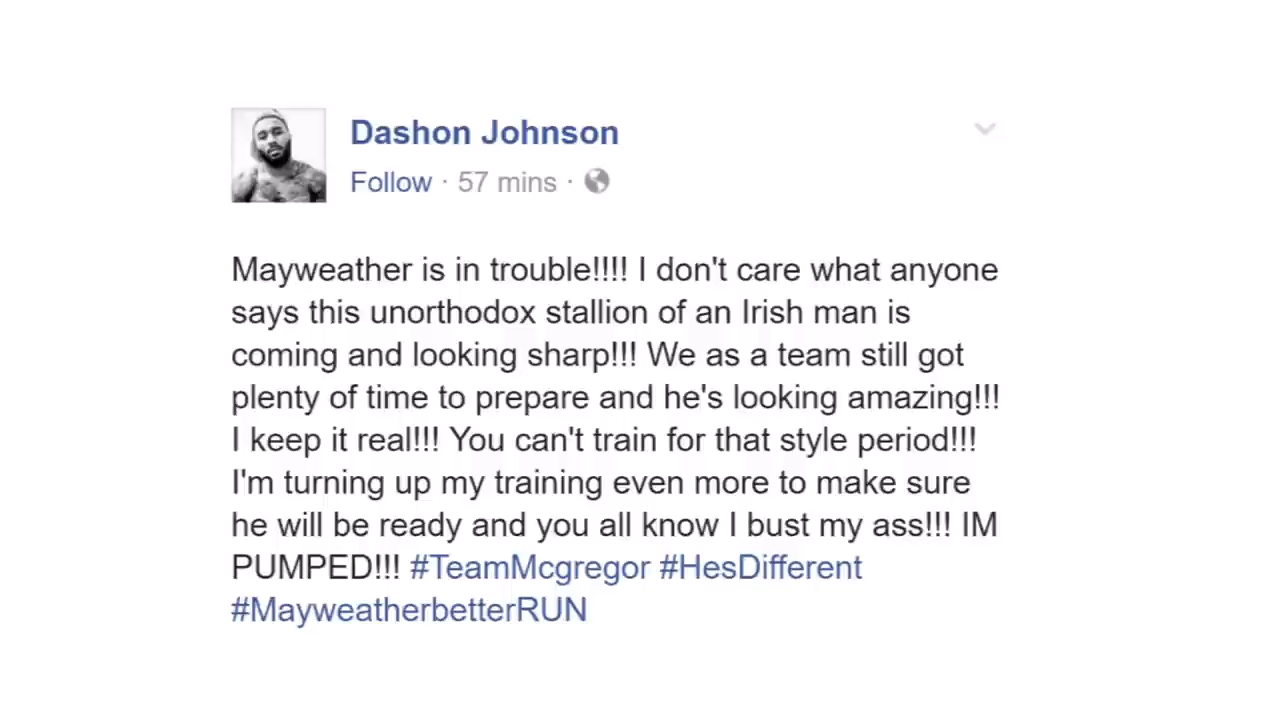 Dashon Johnson
Follow · 57 mins ·
Mayweather is in trouble!!!! I don't care what anyone
says this unorthodox stallion of an Irish man is
coming and looking sharp!!! We as a team still got
plenty of time to prepare and he's looking amazing!!!
I keep it real!!! You can't train for that style period!!!
I'm turning up my training even more to make sure
he will be ready and you all know I bust my ass!!! IM
PUMPED!!! #TeamMcgregor #HesDifferent
#MayweatherbetterRUN